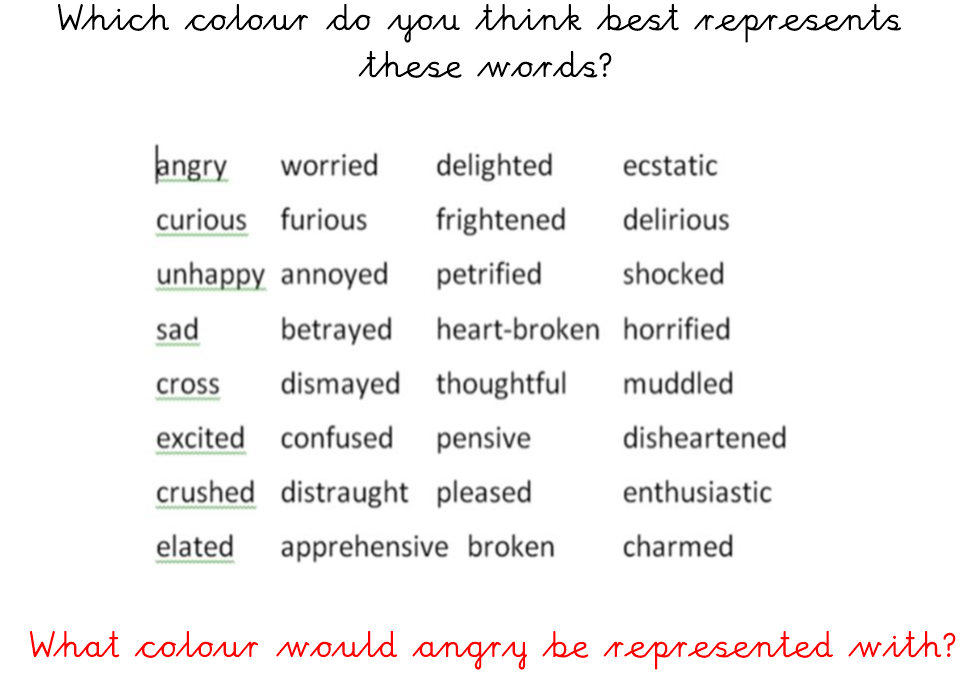 Which colour do you think best represents
these words?
angry worried delighted ecstatic
curious furious frightened delirious
unhappy annoyed petrified shocked
sad betrayed heart-broken horrified
cross dismayed thoughtful muddled
excited confused pensive disheartened
crushed distraught pleased enthusiastic
elated apprehensive broken charmed
What colour would angry be represented with?